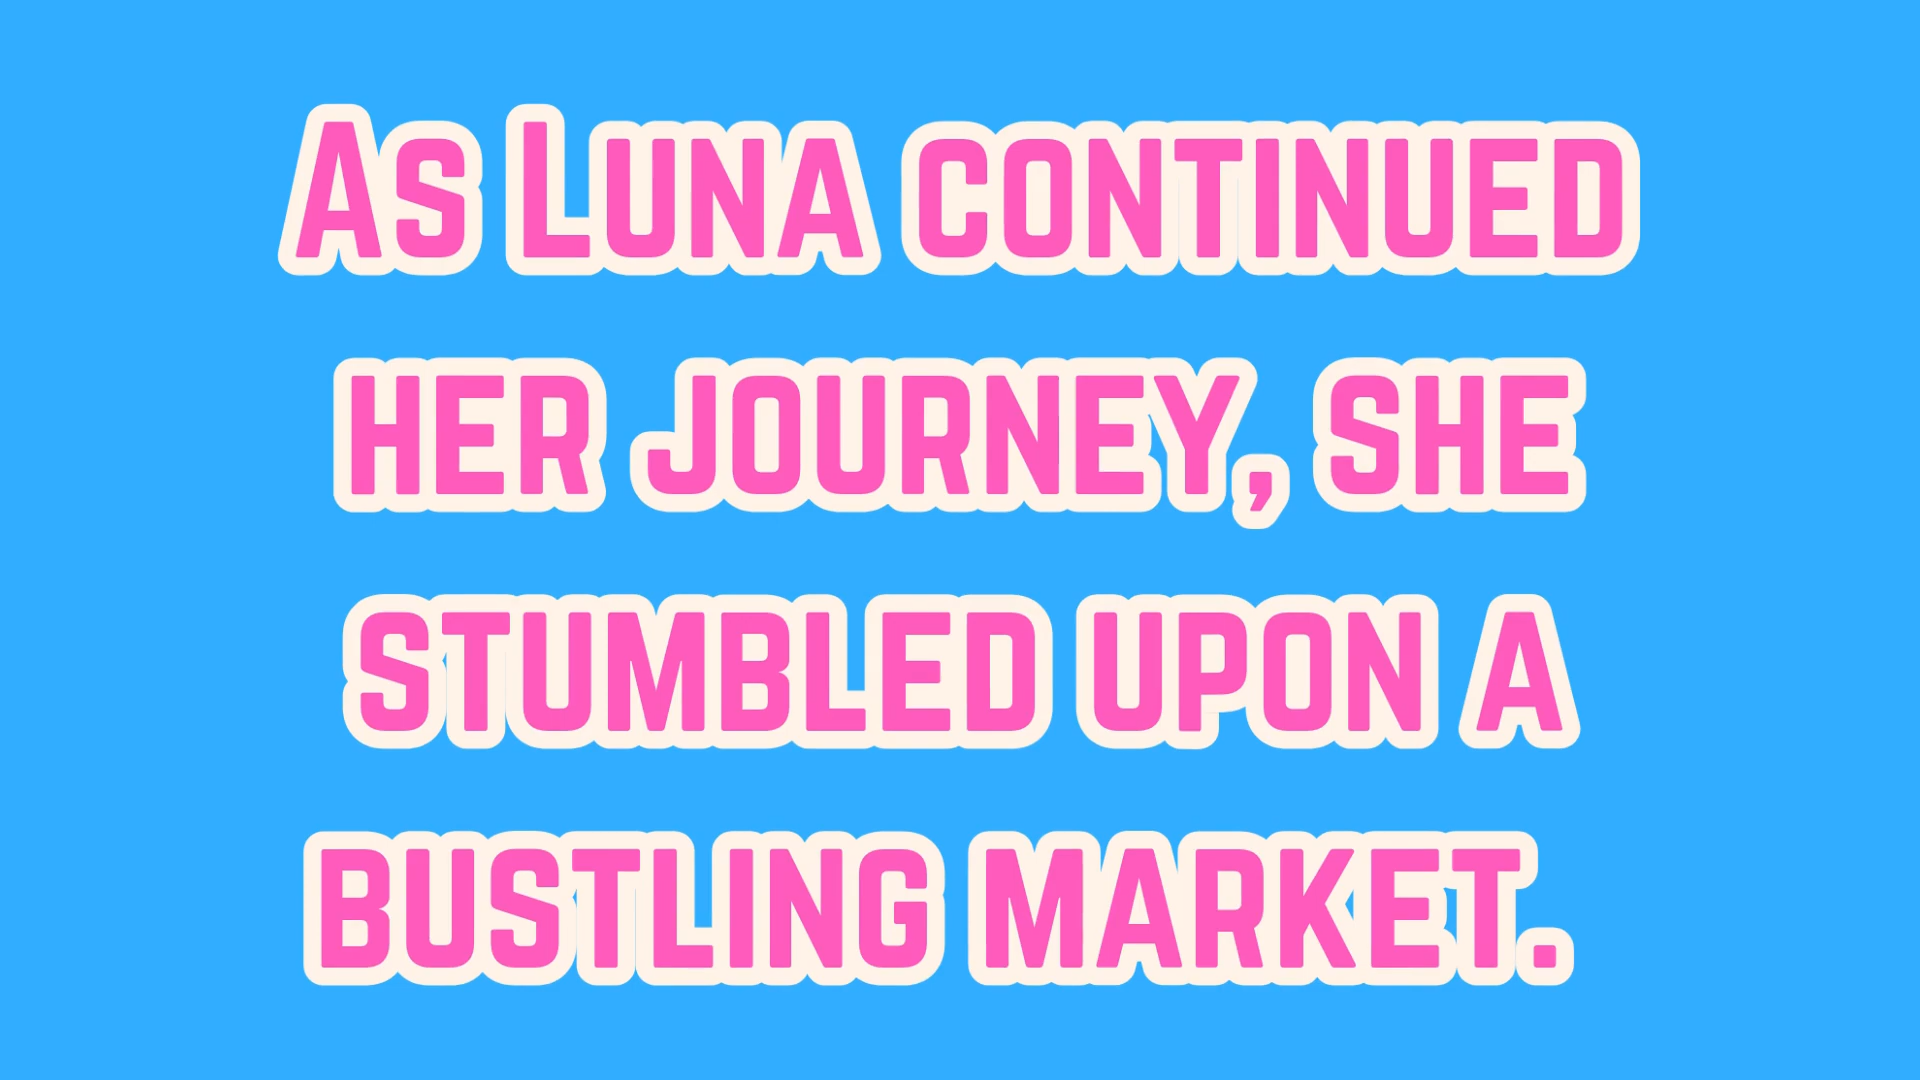 As Luna continued
her journey, she
stumbled upon a
bustling market.